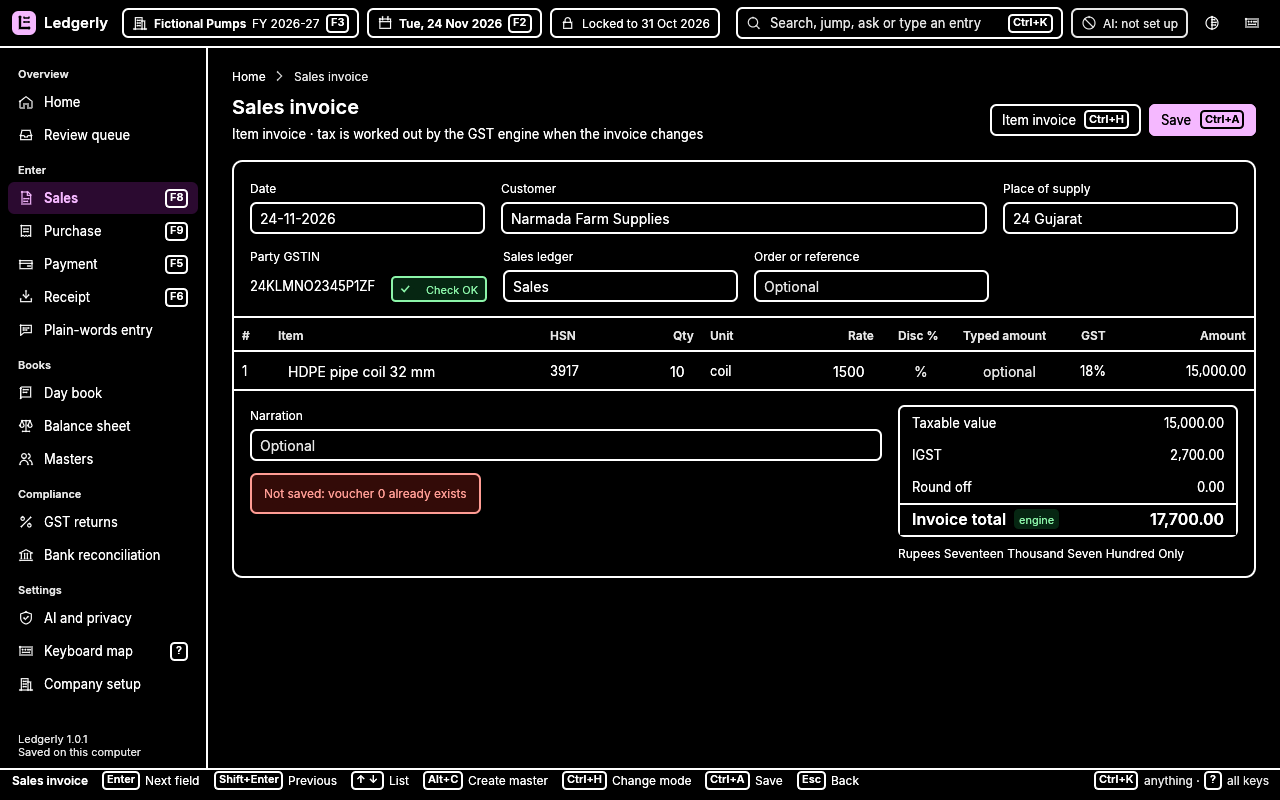 Ledgerly
Fictional Pumps FY 2026-27 F3
Tue, 24 Nov 2026 F2
Locked to 31 Oct 2026
Search, jump, ask or type an entry Ctrl+K
AI: not set up
Overview
Home
Review queue
Enter
Sales F8
Purchase F9
Payment F5
Receipt F6
Plain-words entry
Books
Day book
Balance sheet
Masters
Compliance
GST returns
Bank reconciliation
Settings
AI and privacy
Keyboard map ?
Company setup
Ledgerly 1.0.1
Saved on this computer
Home > Sales invoice
Sales invoice
Item invoice · tax is worked out by the GST engine when the invoice changes
Item invoice Ctrl+H
Save Ctrl+A
Date Customer Place of supply
24-11-2026 Narmada Farm Supplies 24 Gujarat
Party GSTIN Sales ledger Order or reference
24KLMNO2345P1ZF Check OK Sales Optional
# Item HSN Qty Unit Rate Disc % Typed amount GST Amount
1 HDPE pipe coil 32 mm 3917 10 coil 1500 % optional 18% 15,000.00
Narration
Optional
Not saved: voucher 0 already exists
Taxable value 15,000.00
IGST 2,700.00
Round off 0.00
Invoice total engine 17,700.00
Rupees Seventeen Thousand Seven Hundred Only
Sales invoice Enter Next field Shift+Enter Previous ↑↓ List Alt+C Create master Ctrl+H Change mode Ctrl+A Save Esc Back Ctrl+K anything · ? all keys